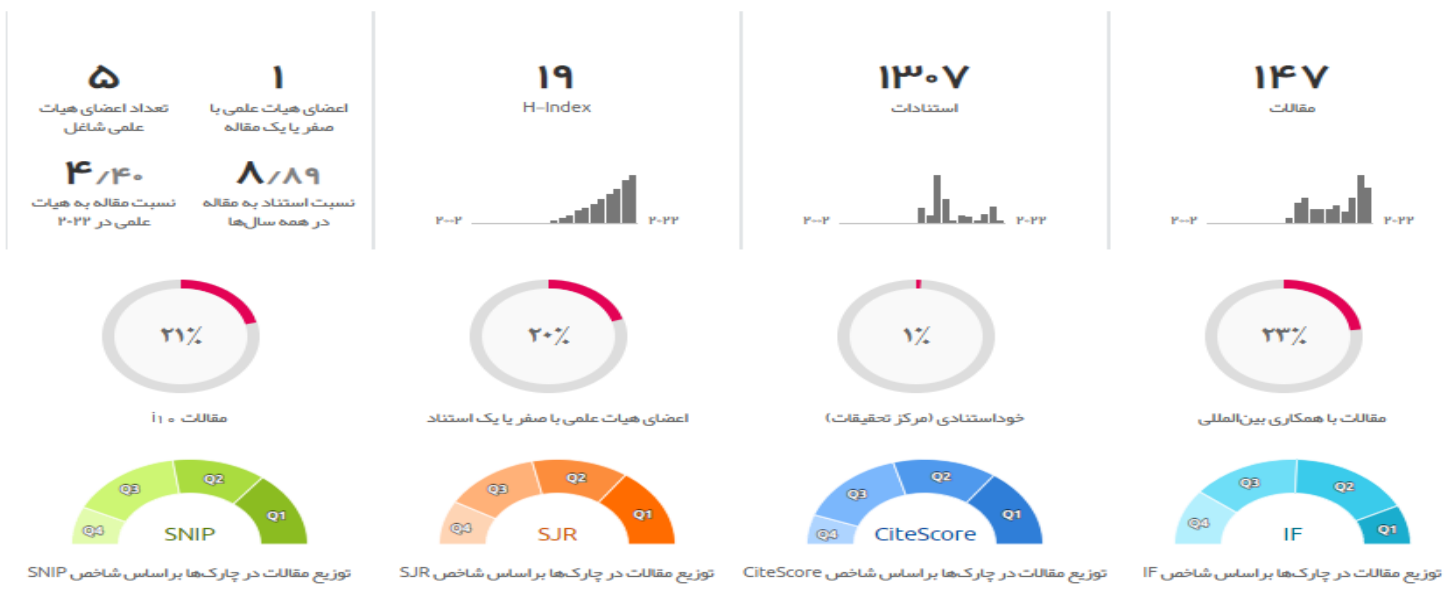 ۱۴۷
مقالات
۲۰۰۲
۲۰۲۲
۱۳۰۷
استنادات
۲۰۰۲
۲۰۲۲
۱۹
H-Index
۲۰۰۲
۲۰۲۲
۱
اعضای هیات علمی با
صفر یا یک مقاله
۵
تعداد اعضای هیات
علمی شاغل
۸٫۸۹
نسبت استناد به مقاله
در همه سال‌ها
۴٫۴۰
نسبت مقاله به هیات
علمی در ۲۰۲۲
۲۳٪
مقالات با همکاری بین‌المللی
۱٪
خوداستنادی (مرکز تحقیقات)
۲۰٪
اعضای هیات علمی با صفر یا یک استناد
۲۱٪
مقالات i۱۰
Q4 Q3 Q2 Q1
IF
توزیع مقالات در چارک‌ها براساس شاخص IF
Q4 Q3 Q2 Q1
CiteScore
توزیع مقالات در چارک‌ها براساس شاخص CiteScore
Q4 Q3 Q2 Q1
SJR
توزیع مقالات در چارک‌ها براساس شاخص SJR
Q4 Q3 Q2 Q1
SNIP
توزیع مقالات در چارک‌ها براساس شاخص SNIP